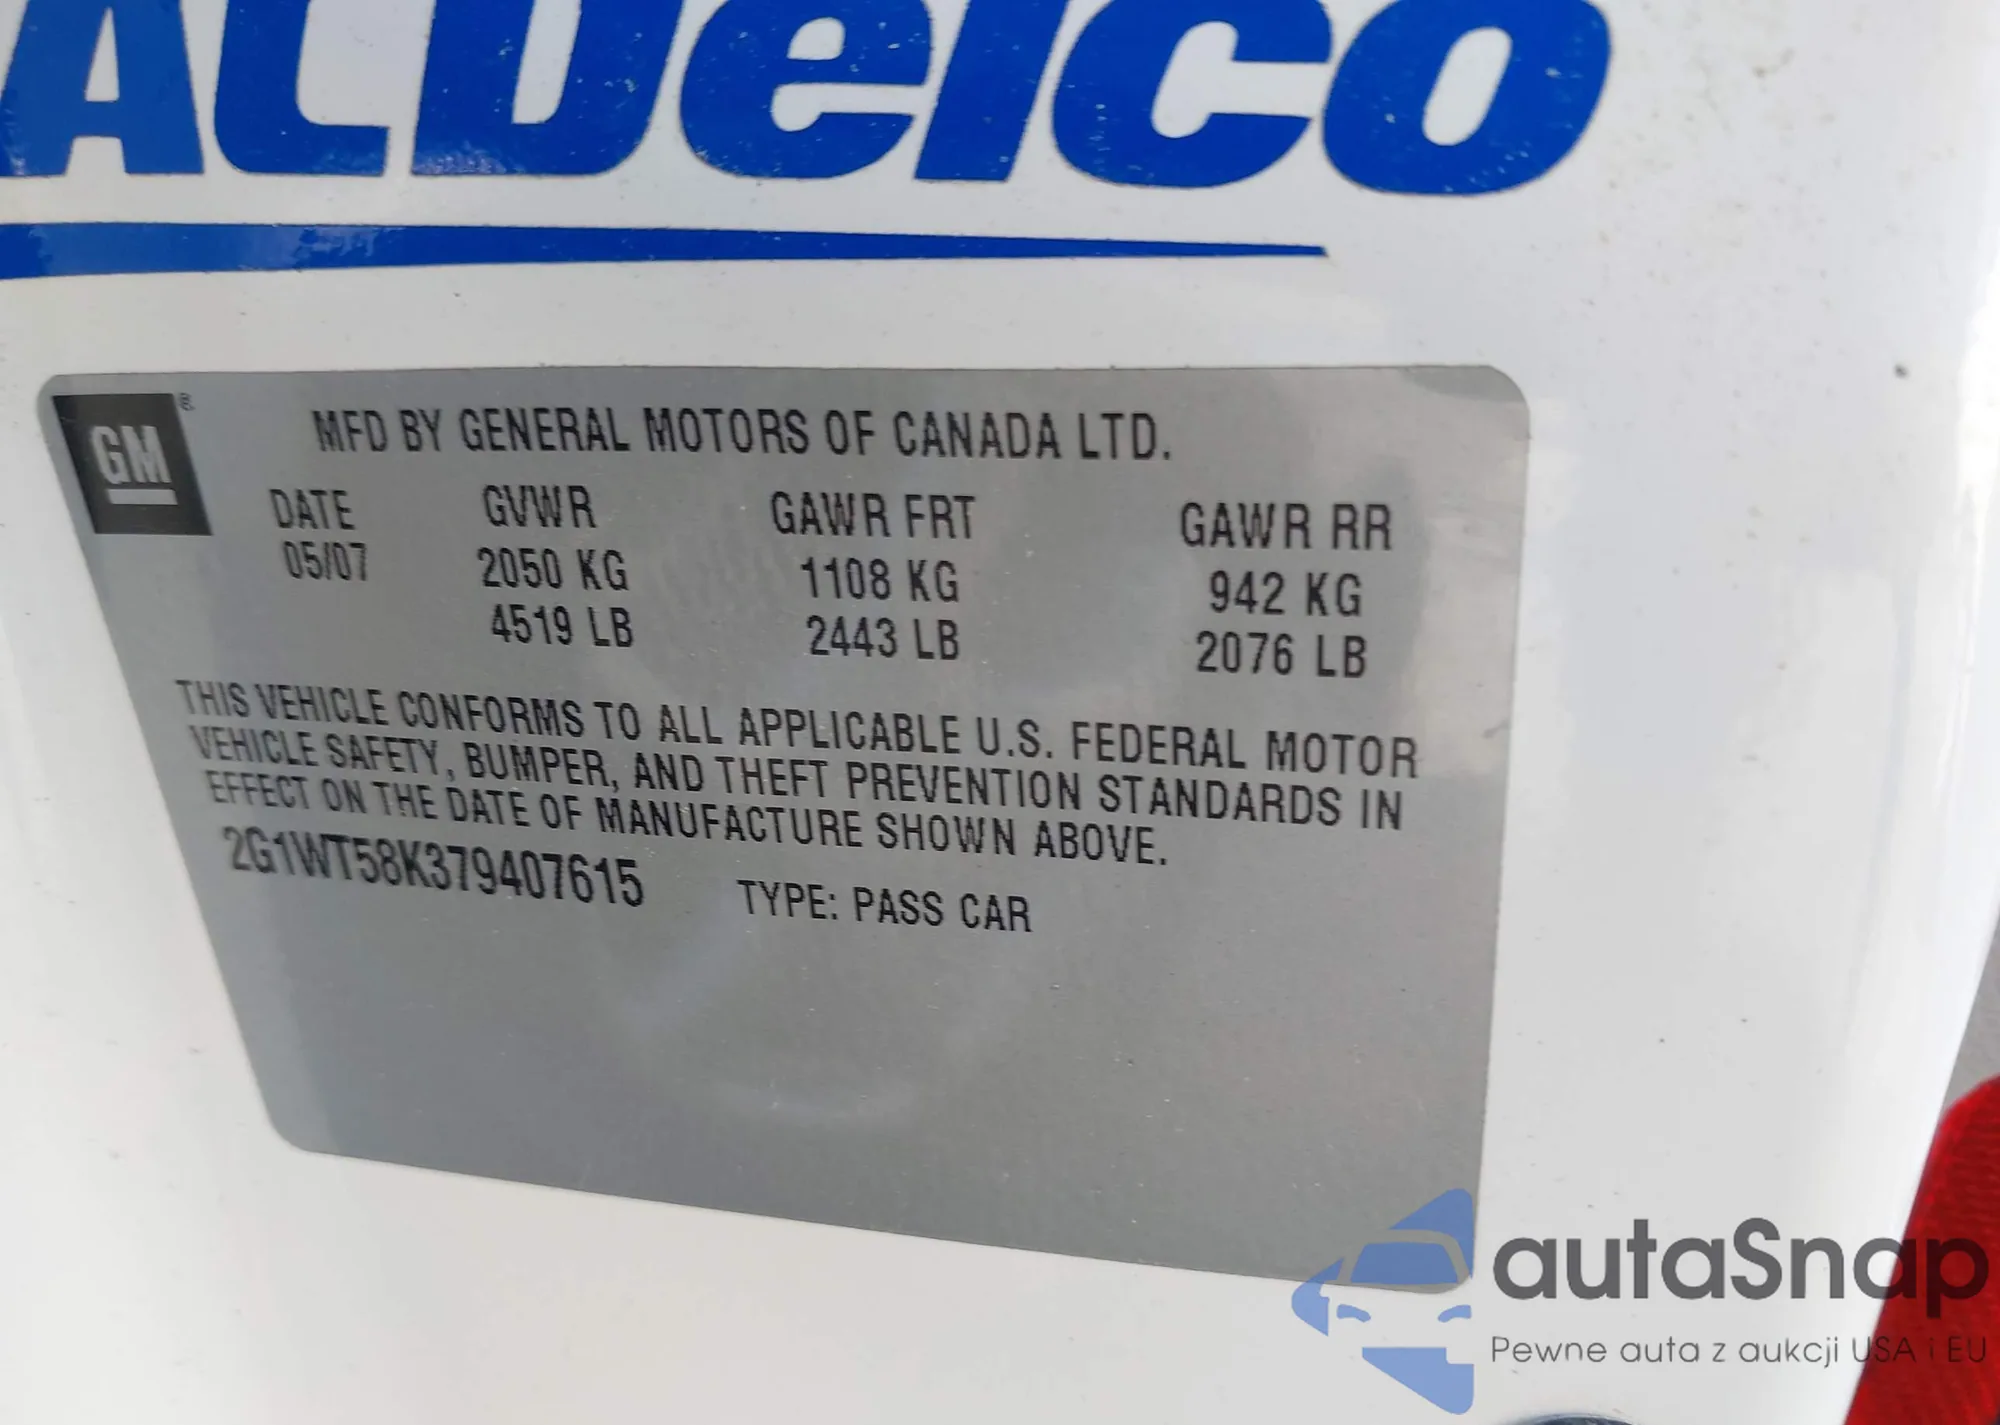 ACDelco
GM
MFD BY GENERAL MOTORS OF CANADA LTD.
DATE GVWR GAWR FRT GAWR RR
05/07 2050 KG 1108 KG 942 KG
4519 LB 2443 LB 2076 LB
THIS VEHICLE CONFORMS TO ALL APPLICABLE U.S. FEDERAL MOTOR
VEHICLE SAFETY, BUMPER, AND THEFT PREVENTION STANDARDS IN
EFFECT ON THE DATE OF MANUFACTURE SHOWN ABOVE.
2G1WT58K379407615 TYPE: PASS CAR
autaSnap
Pewne auta z aukcji USA i EU